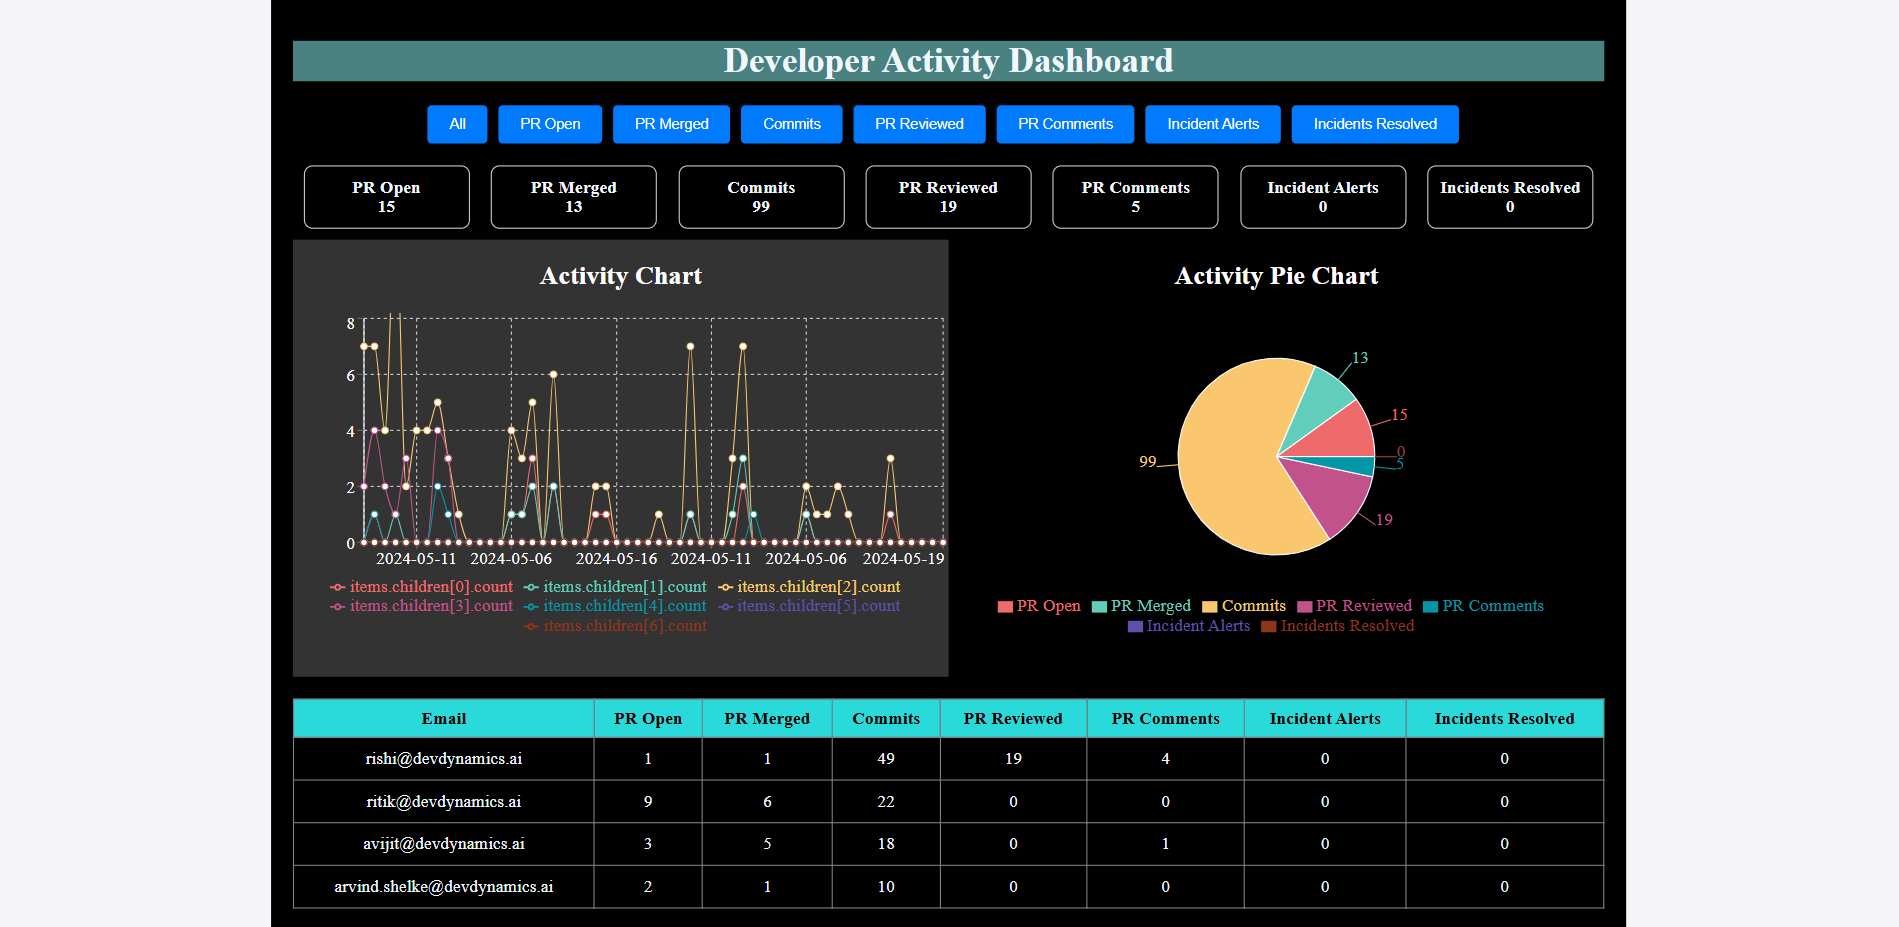 Developer Activity Dashboard
All PR Open PR Merged Commits PR Reviewed PR Comments Incident Alerts Incidents Resolved
PR Open PR Merged Commits PR Reviewed PR Comments Incident Alerts Incidents Resolved
15 13 99 19 5 0 0
Activity Chart
8
6
4
2
0
2024-05-11 2024-05-06 2024-05-16 2024-05-11 2024-05-06 2024-05-19
items.children[0].count items.children[1].count items.children[2].count
items.children[3].count items.children[4].count items.children[5].count
items.children[6].count
Activity Pie Chart
13
15
0
99 5
19
PR Open PR Merged Commits PR Reviewed PR Comments
Incident Alerts Incidents Resolved
Email PR Open PR Merged Commits PR Reviewed PR Comments Incident Alerts Incidents Resolved
rishi@devdynamics.ai 1 1 49 19 4 0 0
ritik@devdynamics.ai 9 6 22 0 0 0 0
avijit@devdynamics.ai 3 5 18 0 1 0 0
arvind.shelke@devdynamics.ai 2 1 10 0 0 0 0